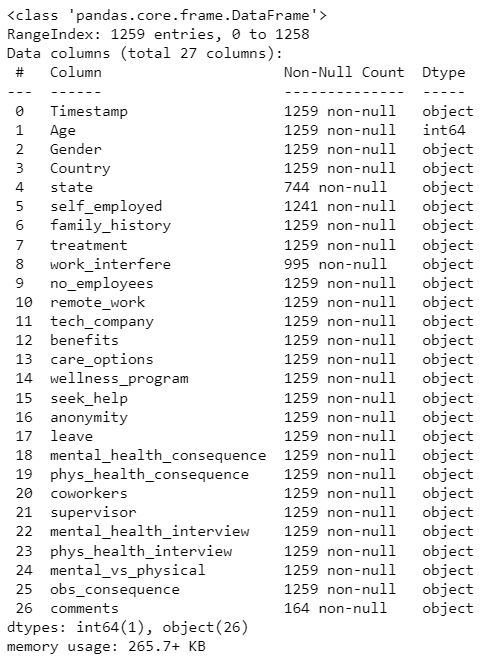 <class 'pandas.core.frame.DataFrame'>
RangeIndex: 1259 entries, 0 to 1258
Data columns (total 27 columns):
 #   Column                     Non-Null Count  Dtype
---  ------                     --------------  -----
 0   Timestamp                  1259 non-null   object
 1   Age                        1259 non-null   int64
 2   Gender                     1259 non-null   object
 3   Country                    1259 non-null   object
 4   state                      744 non-null    object
 5   self_employed              1241 non-null   object
 6   family_history             1259 non-null   object
 7   treatment                  1259 non-null   object
 8   work_interfere             995 non-null    object
 9   no_employees               1259 non-null   object
 10  remote_work                1259 non-null   object
 11  tech_company               1259 non-null   object
 12  benefits                   1259 non-null   object
 13  care_options               1259 non-null   object
 14  wellness_program           1259 non-null   object
 15  seek_help                  1259 non-null   object
 16  anonymity                  1259 non-null   object
 17  leave                      1259 non-null   object
 18  mental_health_consequence  1259 non-null   object
 19  phys_health_consequence    1259 non-null   object
 20  coworkers                  1259 non-null   object
 21  supervisor                 1259 non-null   object
 22  mental_health_interview    1259 non-null   object
 23  phys_health_interview      1259 non-null   object
 24  mental_vs_physical         1259 non-null   object
 25  obs_consequence            1259 non-null   object
 26  comments                   164 non-null    object
dtypes: int64(1), object(26)
memory usage: 265.7+ KB